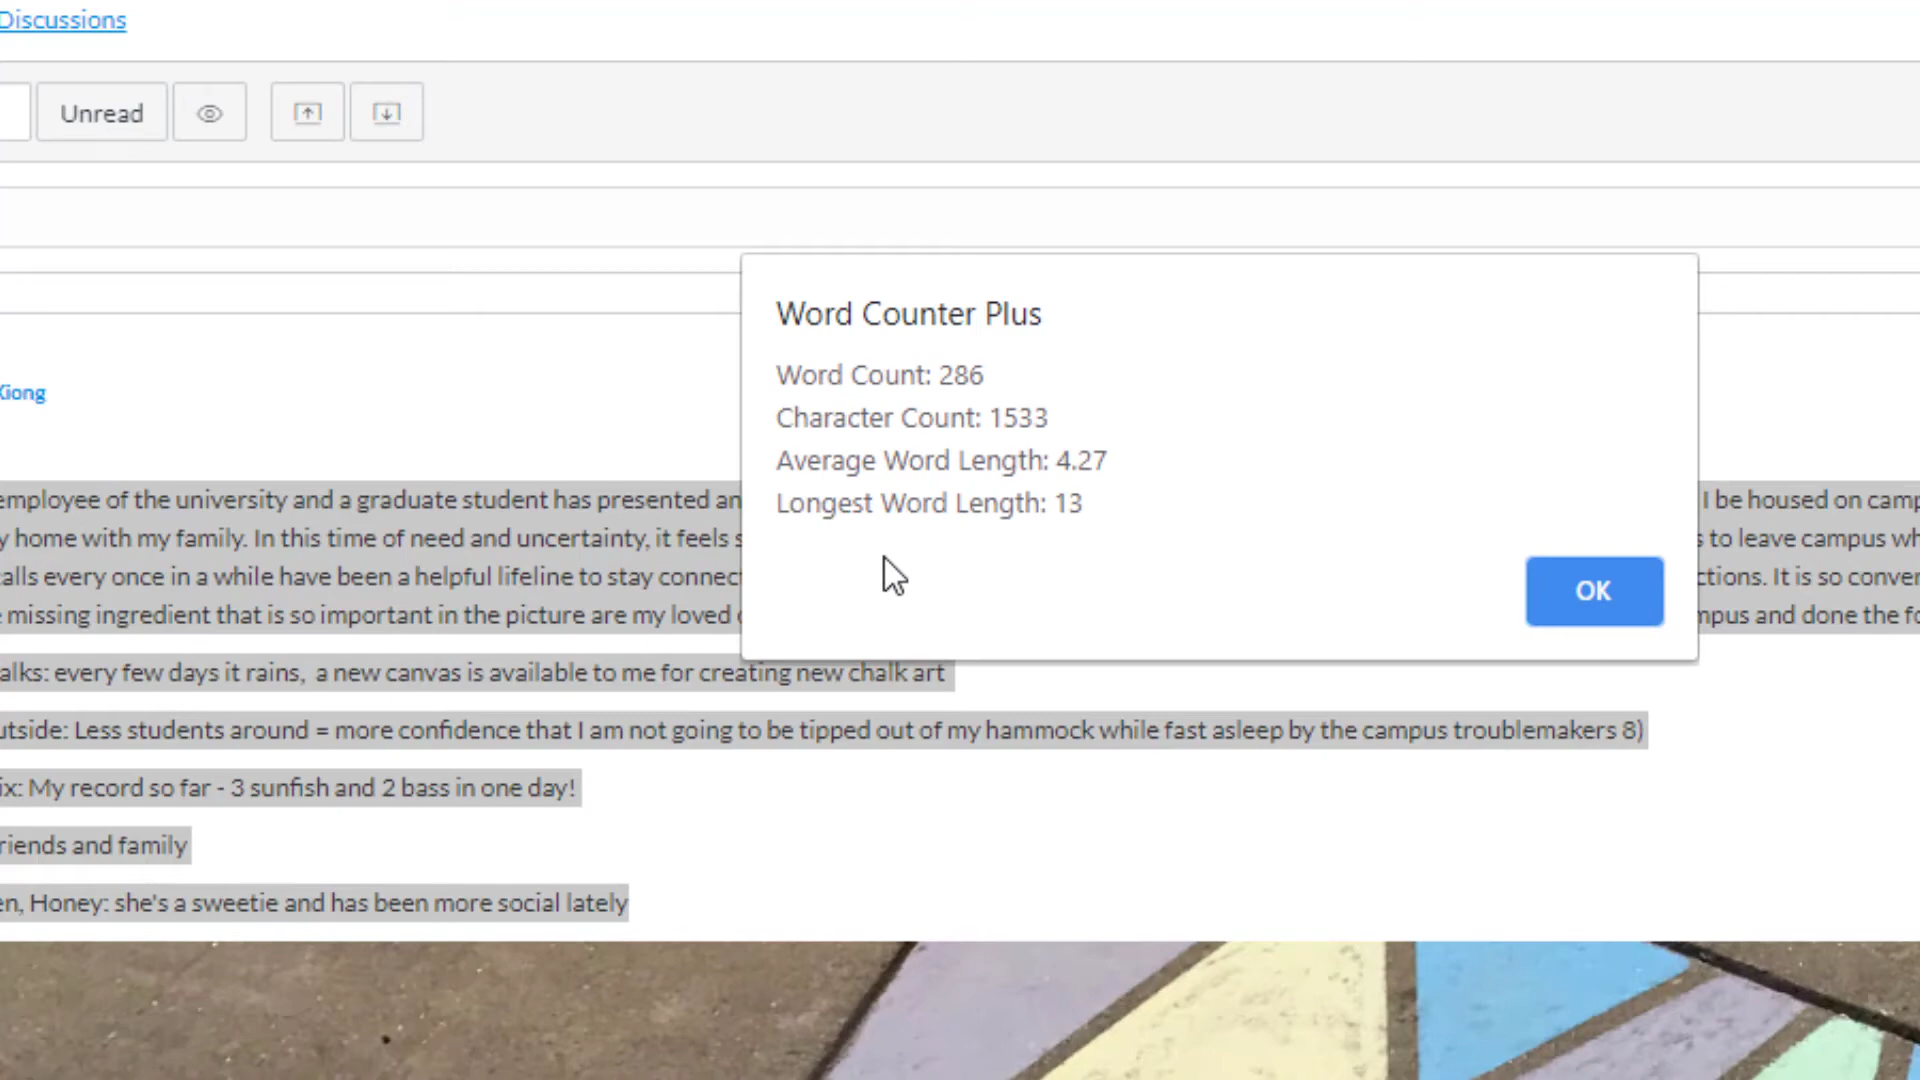 Discussions
Unread
Word Counter Plus
Word Count: 286
Character Count: 1533
Average Word Length: 4.27
Longest Word Length: 13
OK
Kiong
employee of the university and a graduate student has presented an I be housed on camp
y home with my family. In this time of need and uncertainty, it feels s s to leave campus wh
alls every once in a while have been a helpful lifeline to stay connect ctions. It is so conver
e missing ingredient that is so important in the picture are my loved mpus and done the fo
alks: every few days it rains, a new canvas is available to me for creating new chalk art
utside: Less students around = more confidence that I am not going to be tipped out of my hammock while fast asleep by the campus troublemakers 8)
ix: My record so far - 3 sunfish and 2 bass in one day!
riends and family
en, Honey: she's a sweetie and has been more social lately